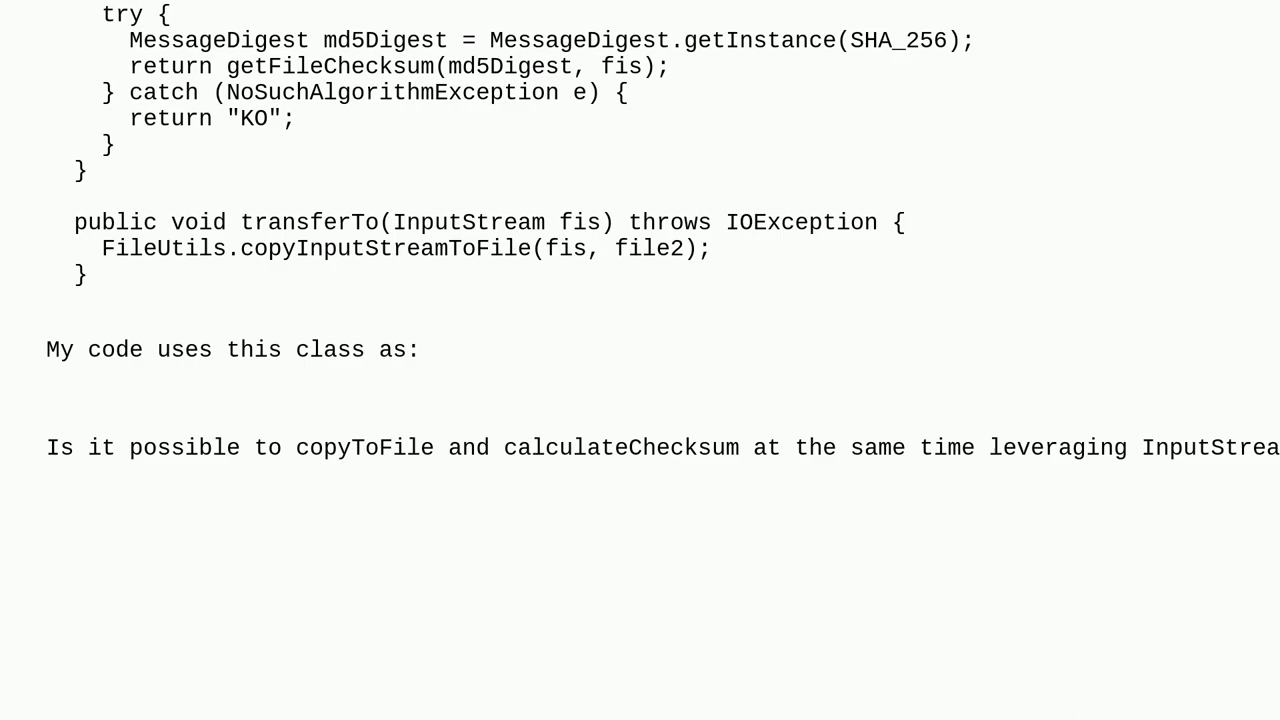 try {
MessageDigest md5Digest = MessageDigest.getInstance(SHA_256);
return getFileChecksum(md5Digest, fis);
} catch (NoSuchAlgorithmException e) {
return "KO";
}
}
public void transferTo(InputStream fis) throws IOException {
FileUtils.copyInputStreamToFile(fis, file2);
}
My code uses this class as:
Is it possible to copyToFile and calculateChecksum at the same time leveraging InputStrea